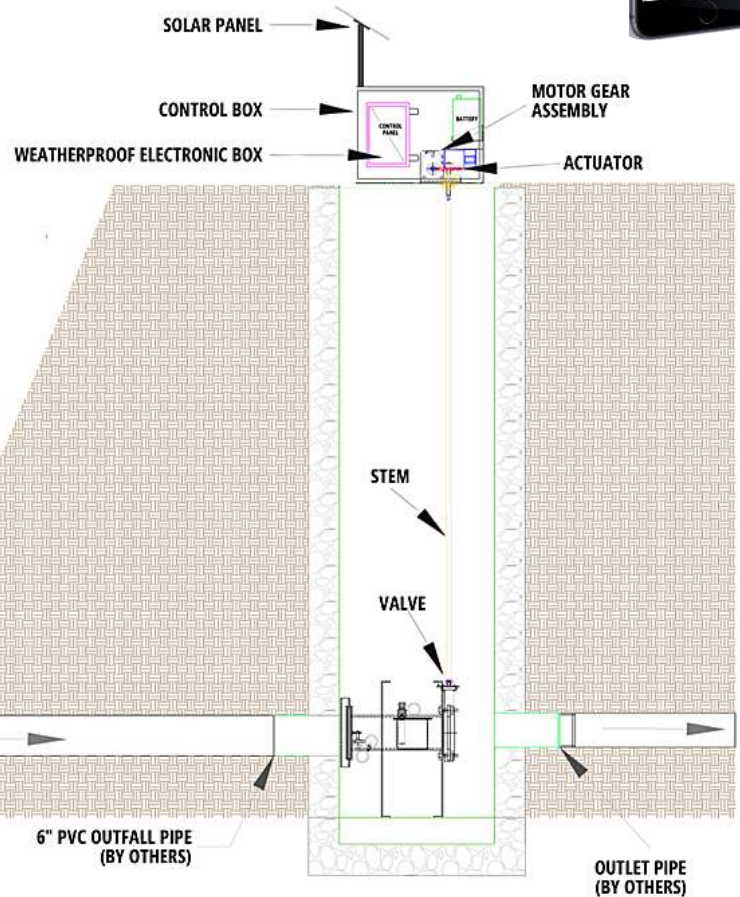 SOLAR PANEL
CONTROL BOX
MOTOR GEAR
ASSEMBLY
CONTROL
PANEL
BATTERY
WEATHERPROOF ELECTRONIC BOX
ACTUATOR
STEM
VALVE
6" PVC OUTFALL PIPE
(BY OTHERS)
OUTLET PIPE
(BY OTHERS)